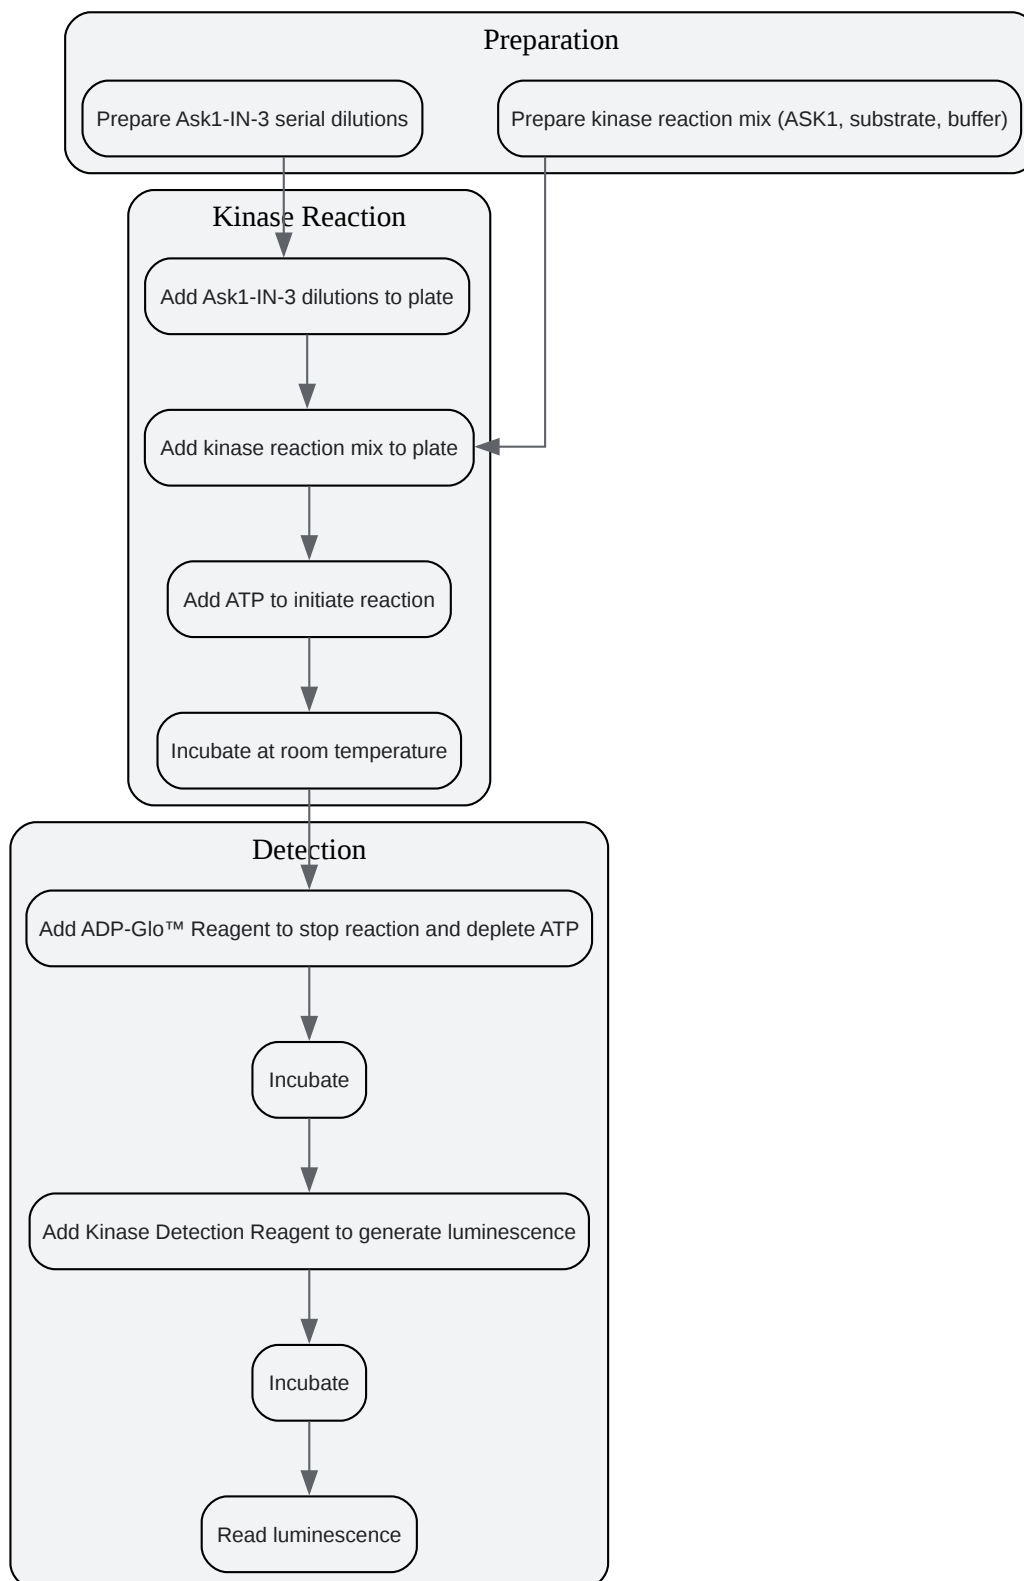 Preparation
Prepare Ask1-IN-3 serial dilutions
Prepare kinase reaction mix (ASK1, substrate, buffer)
Kinase Reaction
Add Ask1-IN-3 dilutions to plate
Add kinase reaction mix to plate
Add ATP to initiate reaction
Incubate at room temperature
Detection
Add ADP-Glo™ Reagent to stop reaction and deplete ATP
Incubate
Add Kinase Detection Reagent to generate luminescence
Incubate
Read luminescence